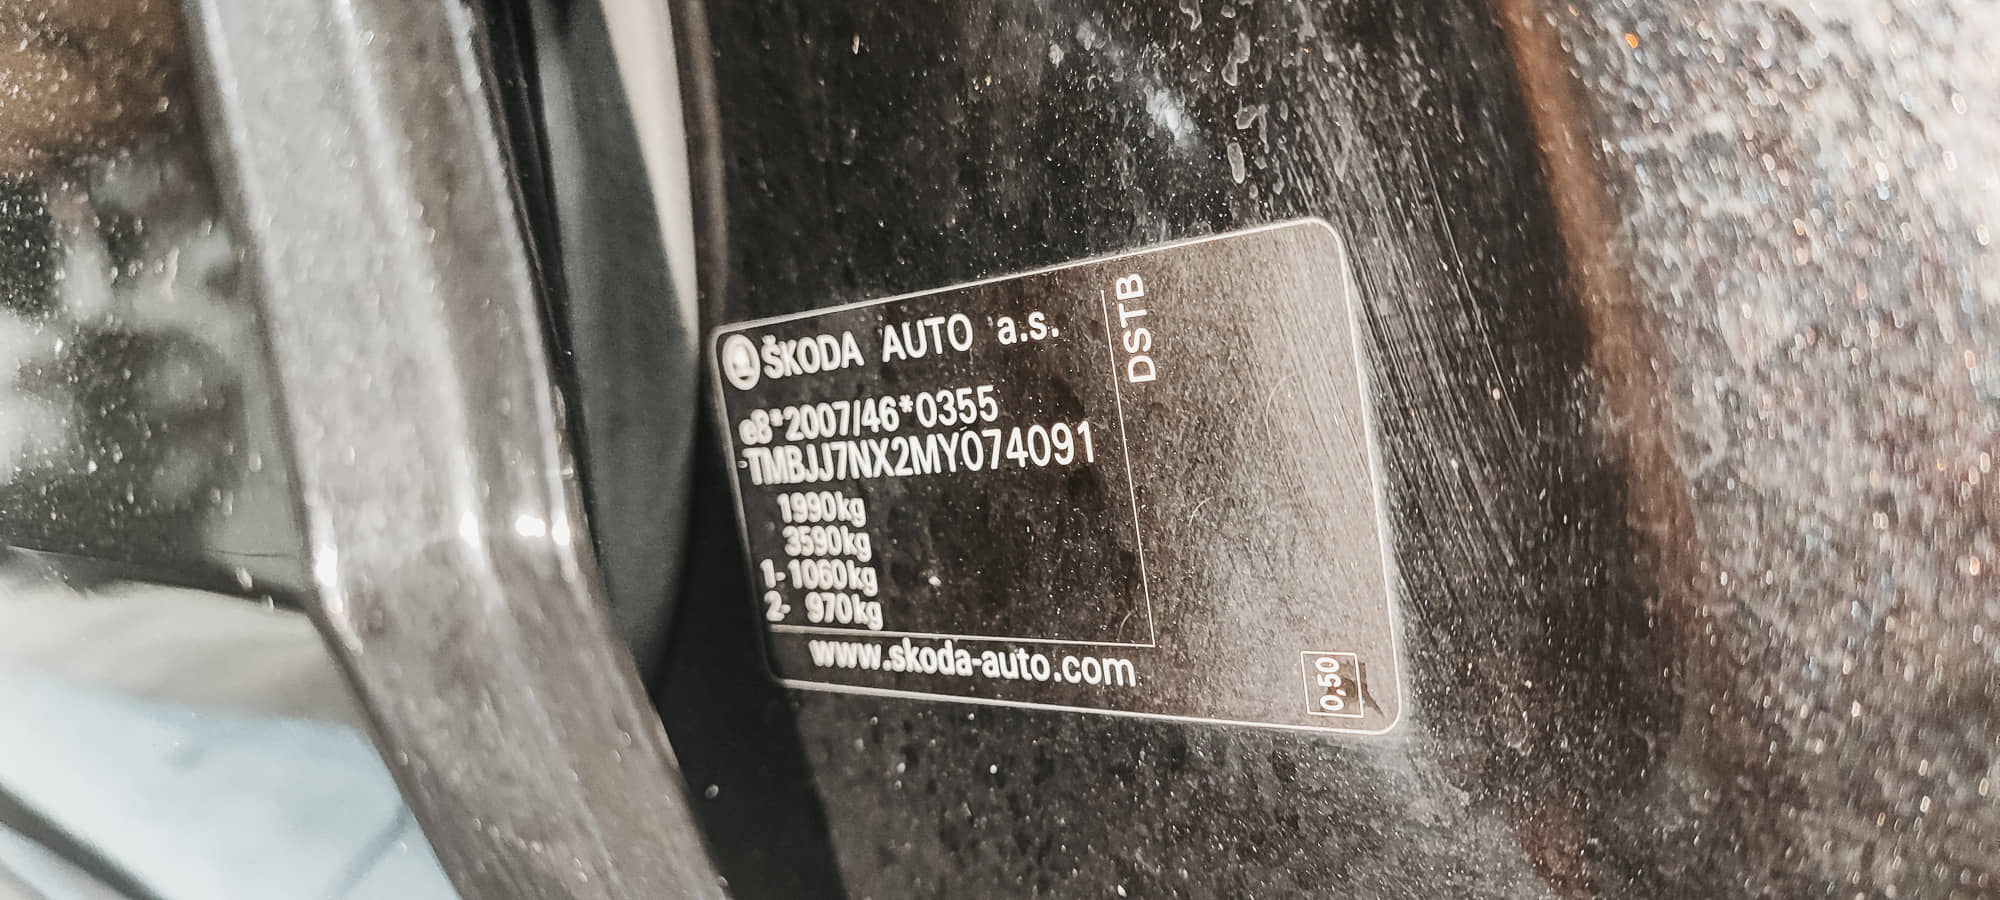 ŠKODA AUTO a.s.
e8*2007/46*0355
TMBJJ7NX2MY074091
1990kg
3590kg
1-1060kg
2- 970kg
www.skoda-auto.com
DSTB
0,50